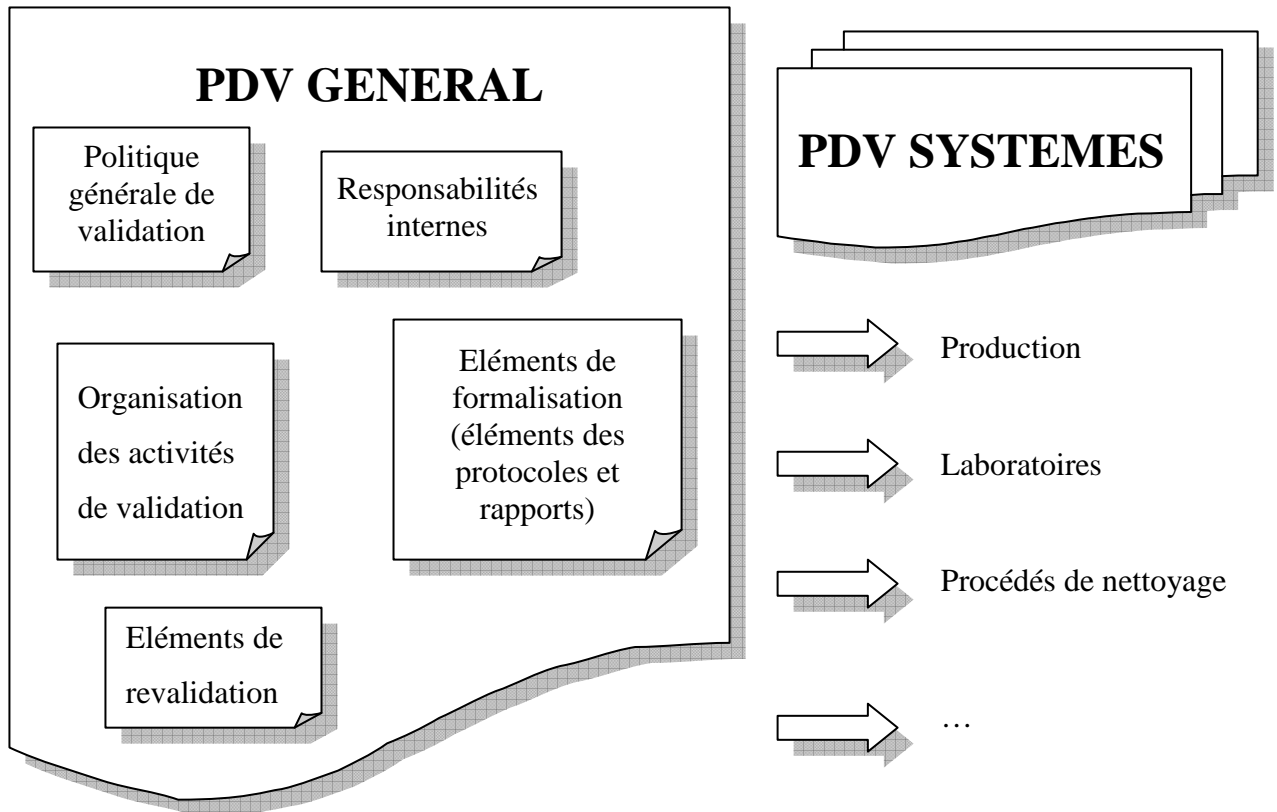 PDV GENERAL
Politique
générale de
validation
Responsabilités
internes
Organisation
des activités
de validation
Eléments de
formalisation
(éléments des
protocoles et
rapports)
Eléments de
revalidation
PDV SYSTEMES
Production
Laboratoires
Procédés de nettoyage
…